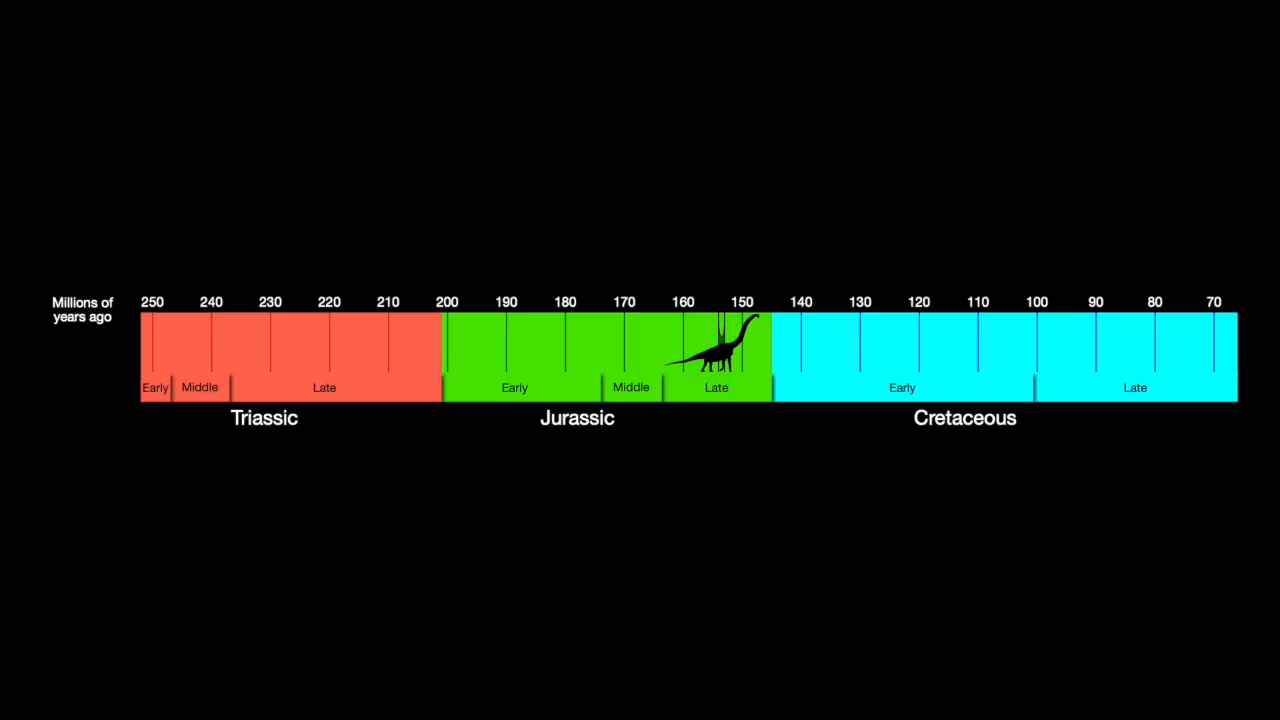 Millions of
years ago
250 240 230 220 210 200 190 180 170 160 150 140 130 120 110 100 90 80 70
Early Middle Late Early Middle Late Early Late
Triassic Jurassic Cretaceous